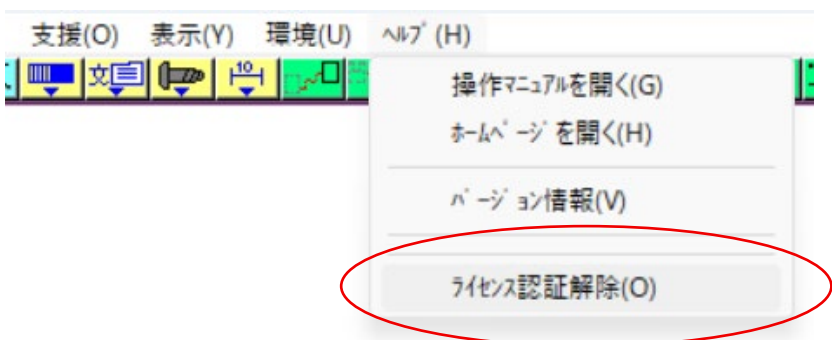 支援(O) 表示(Y) 環境(U) ﾍﾙﾌﾟ(H)
文 10
操作ﾏﾆｭｱﾙを開く(G)
ﾎｰﾑﾍﾟｰｼﾞを開く(H)
ﾊﾞｰｼﾞｮﾝ情報(V)
ﾗｲｾﾝｽ認証解除(O)